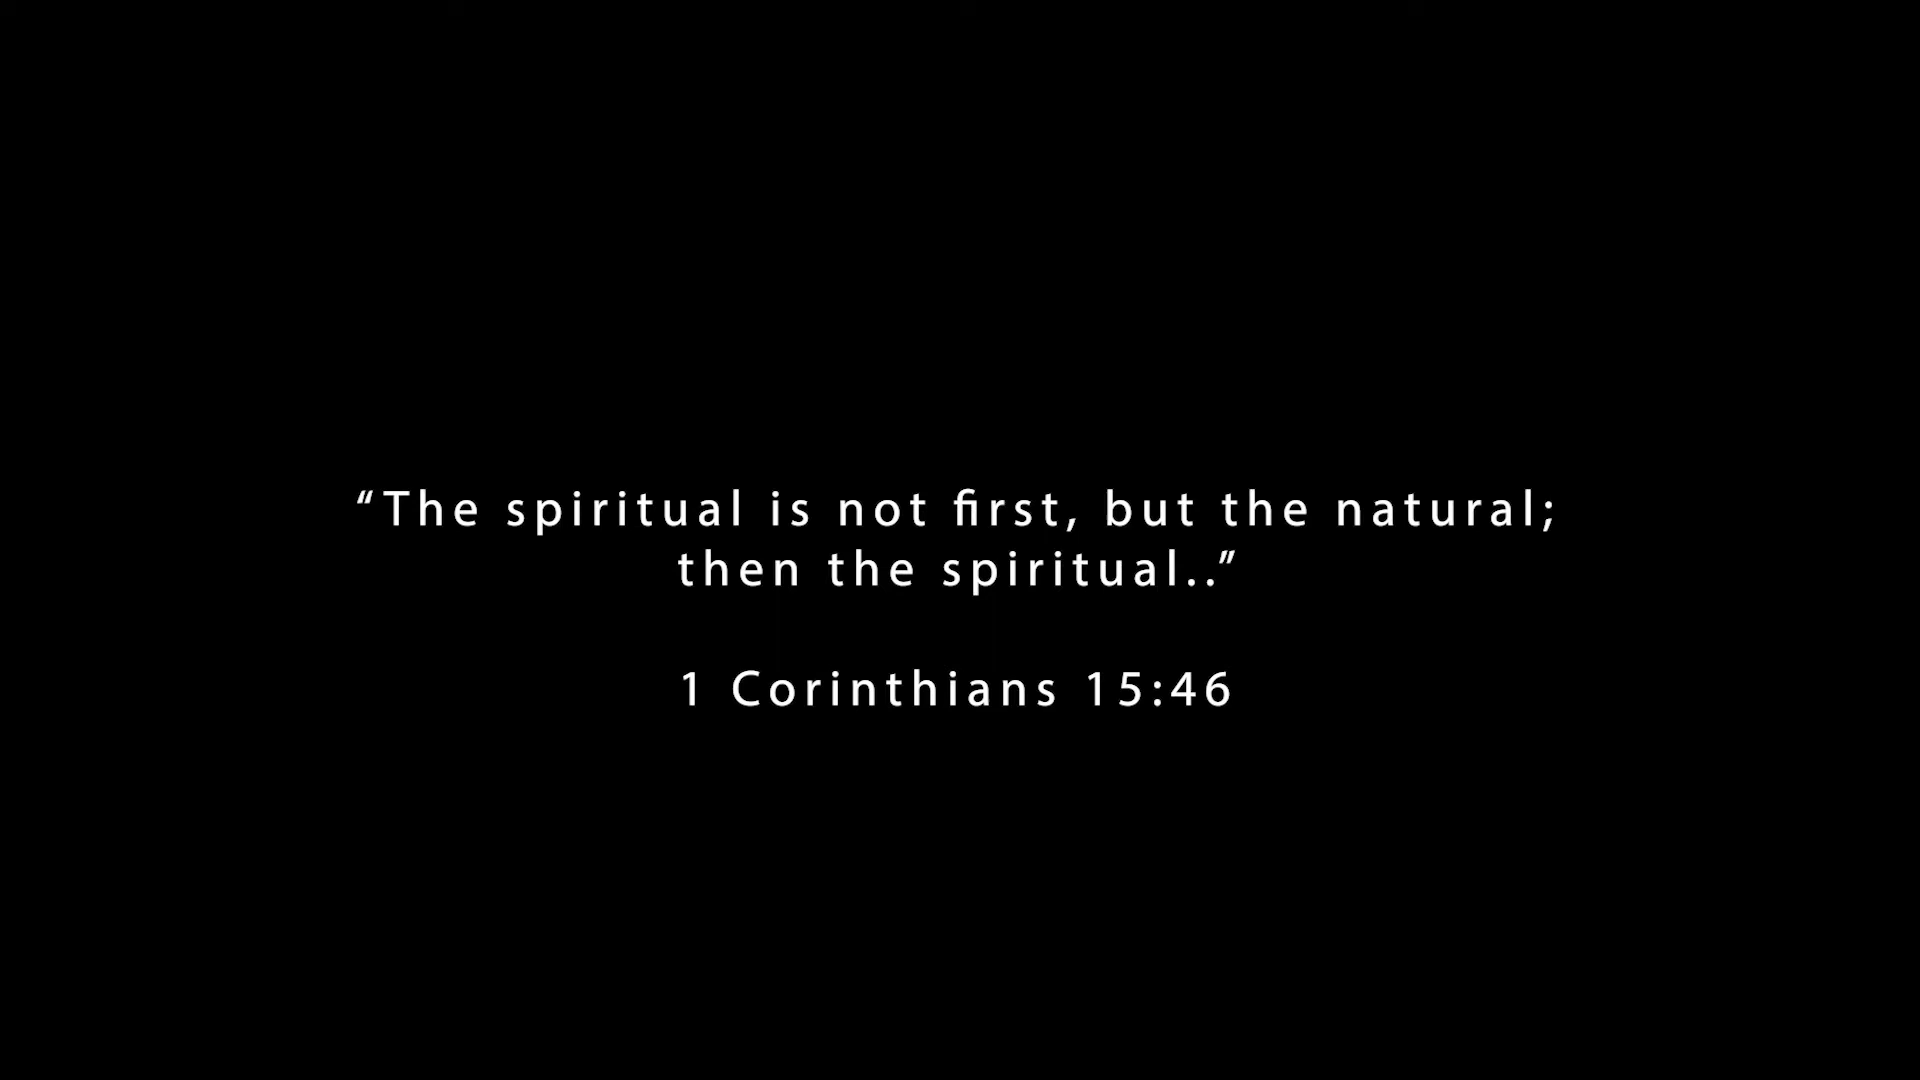 “The spiritual is not first, but the natural;
then the spiritual..”
1 Corinthians 15:46